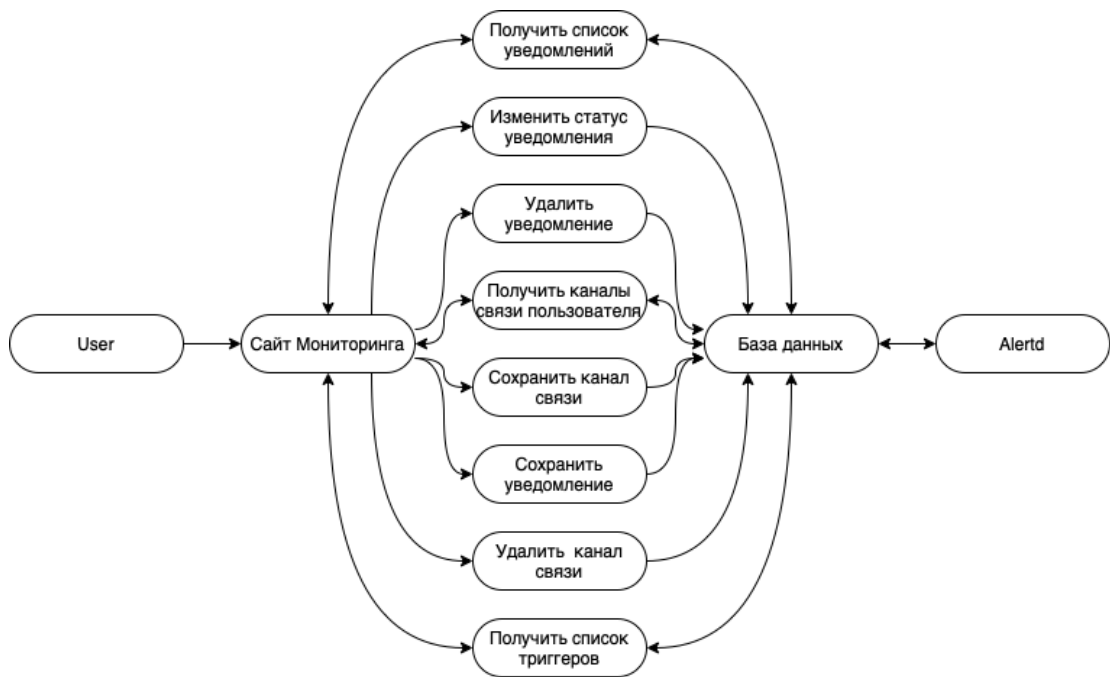 Получить список
уведомлений
Изменить статус
уведомления
Удалить
уведомление
Получить каналы
связи пользователя
User
Сайт Мониторинга
База данных
Alertd
Сохранить канал
связи
Сохранить
уведомление
Удалить канал
связи
Получить список
триггеров